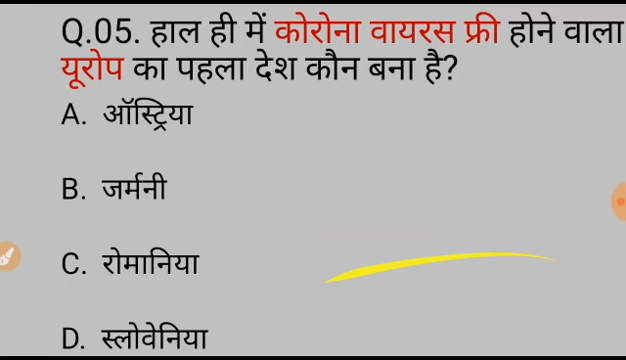 Q.05. हाल ही में कोरोना वायरस फ्री होने वाला
यूरोप का पहला देश कौन बना है?
A. ऑस्ट्रिया
B. जर्मनी
C. रोमानिया
D. स्लोवेनिया